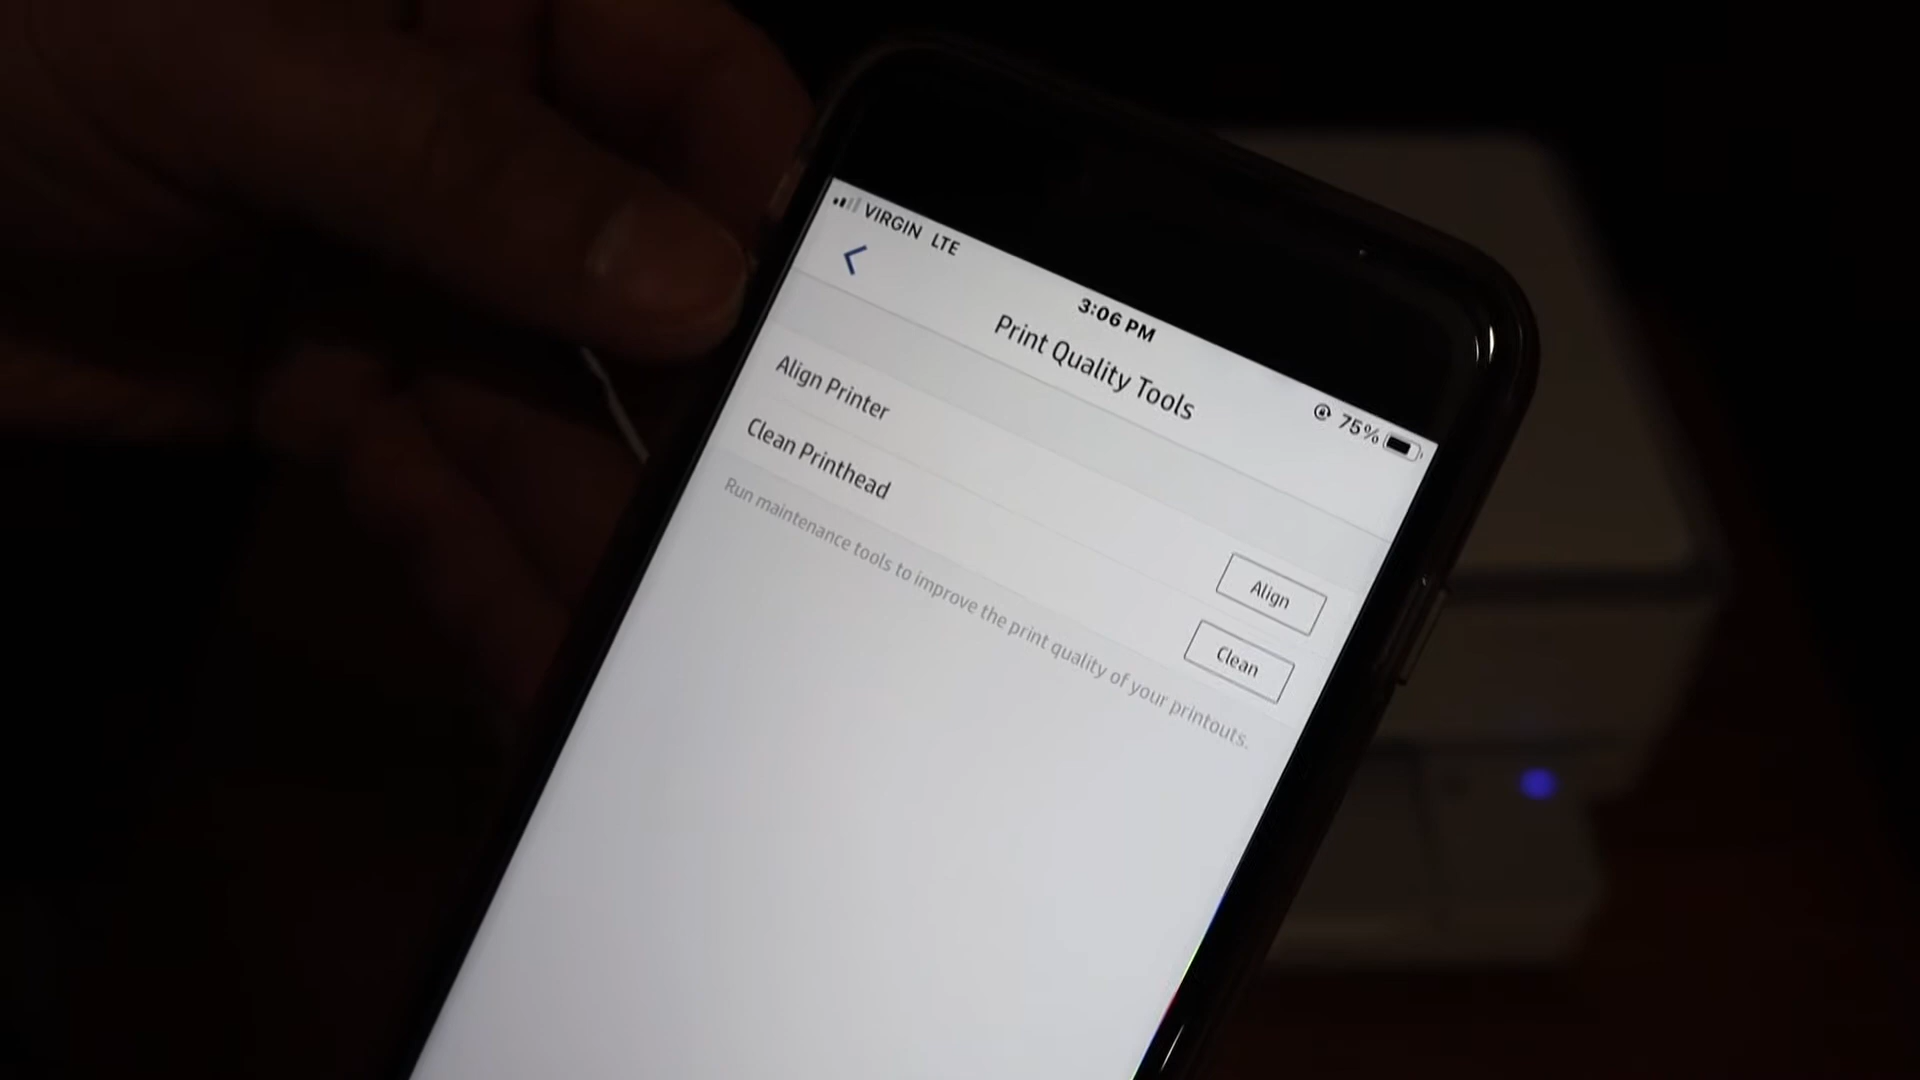 VIRGIN LTE
3:06 PM
75%
Print Quality Tools
Align Printer
Align
Clean Printhead
Clean
Run maintenance tools to improve the print quality of your printouts.